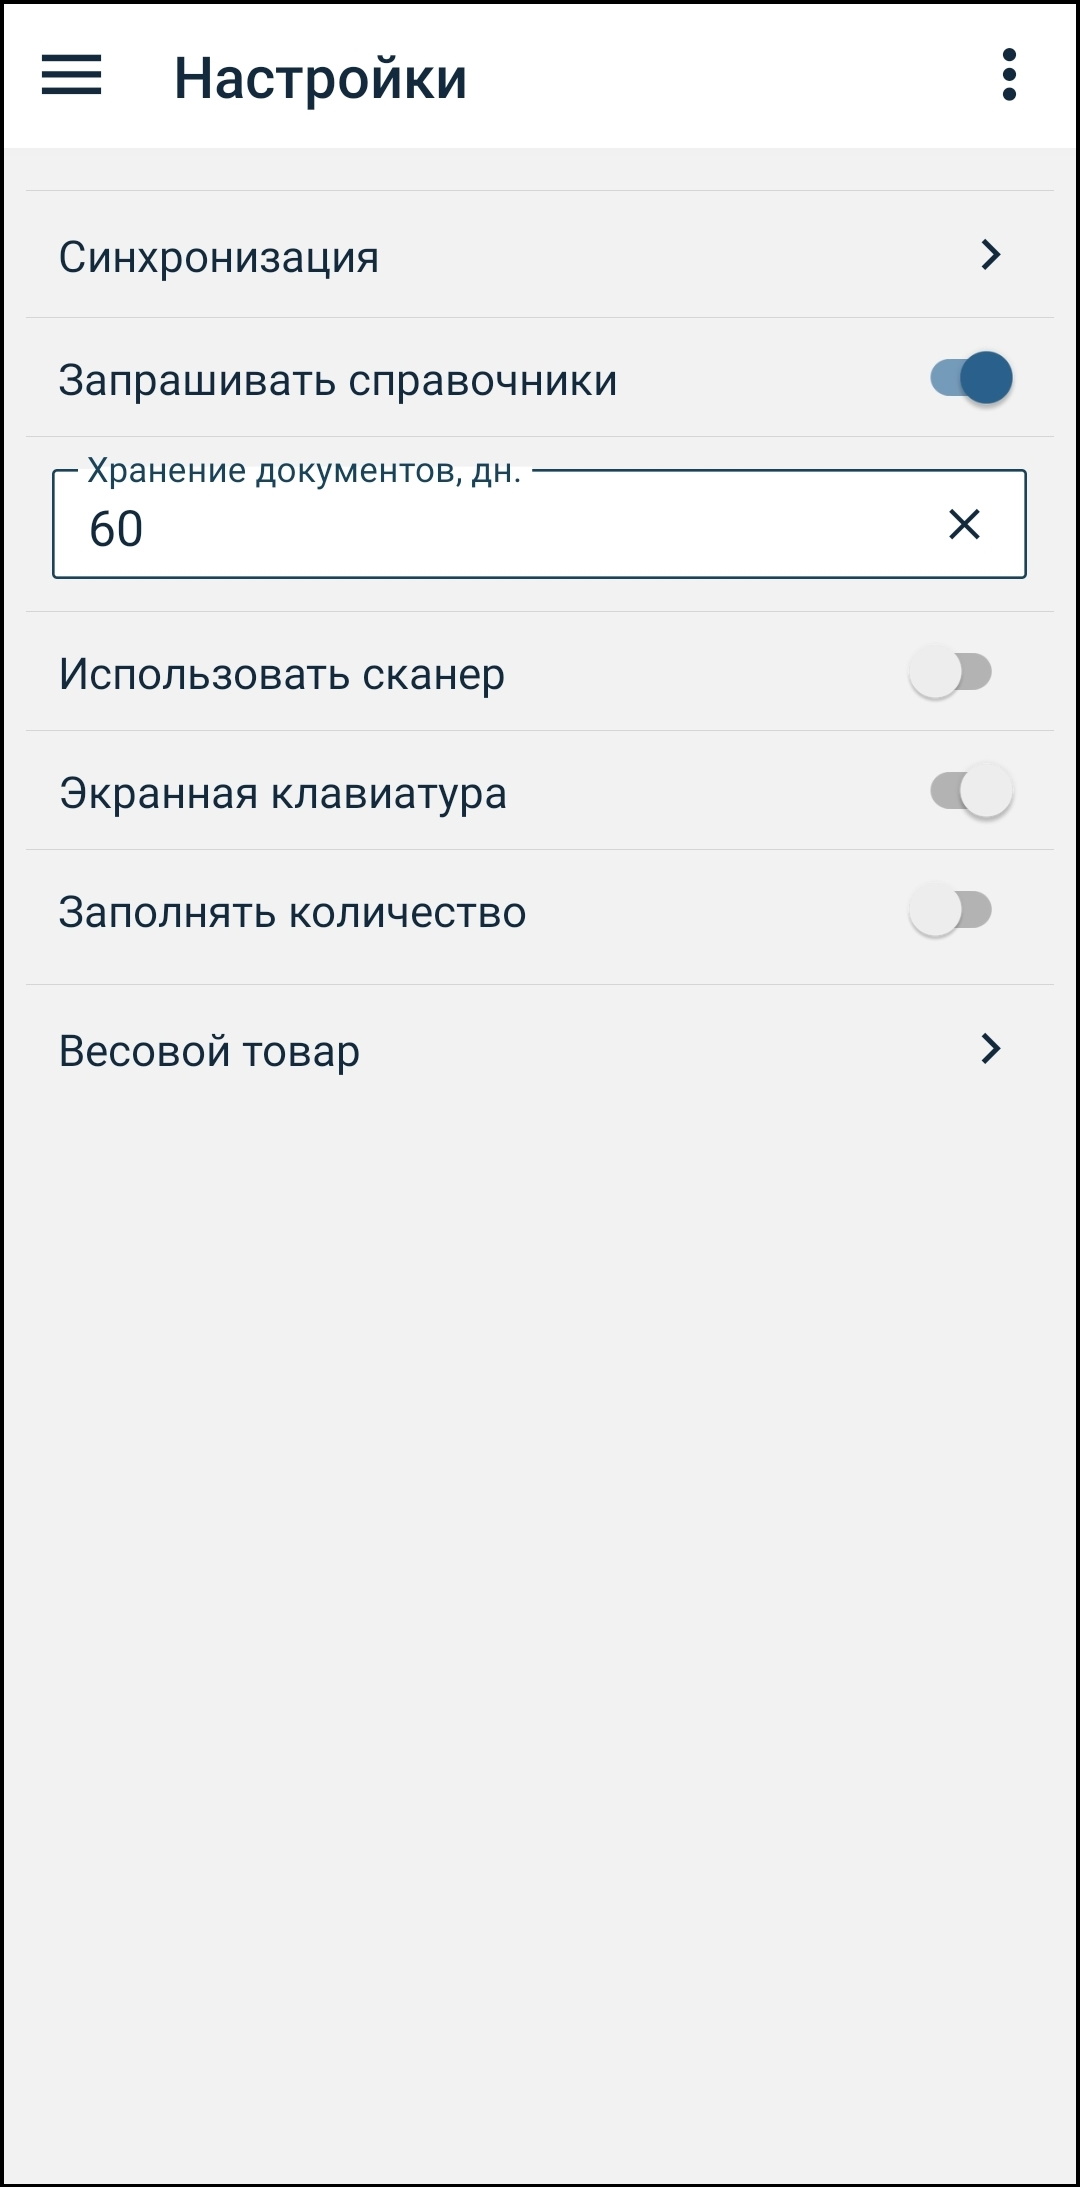 Настройки
Синхронизация
Запрашивать справочники
Хранение документов, дн.
60
Использовать сканер
Экранная клавиатура
Заполнять количество
Весовой товар